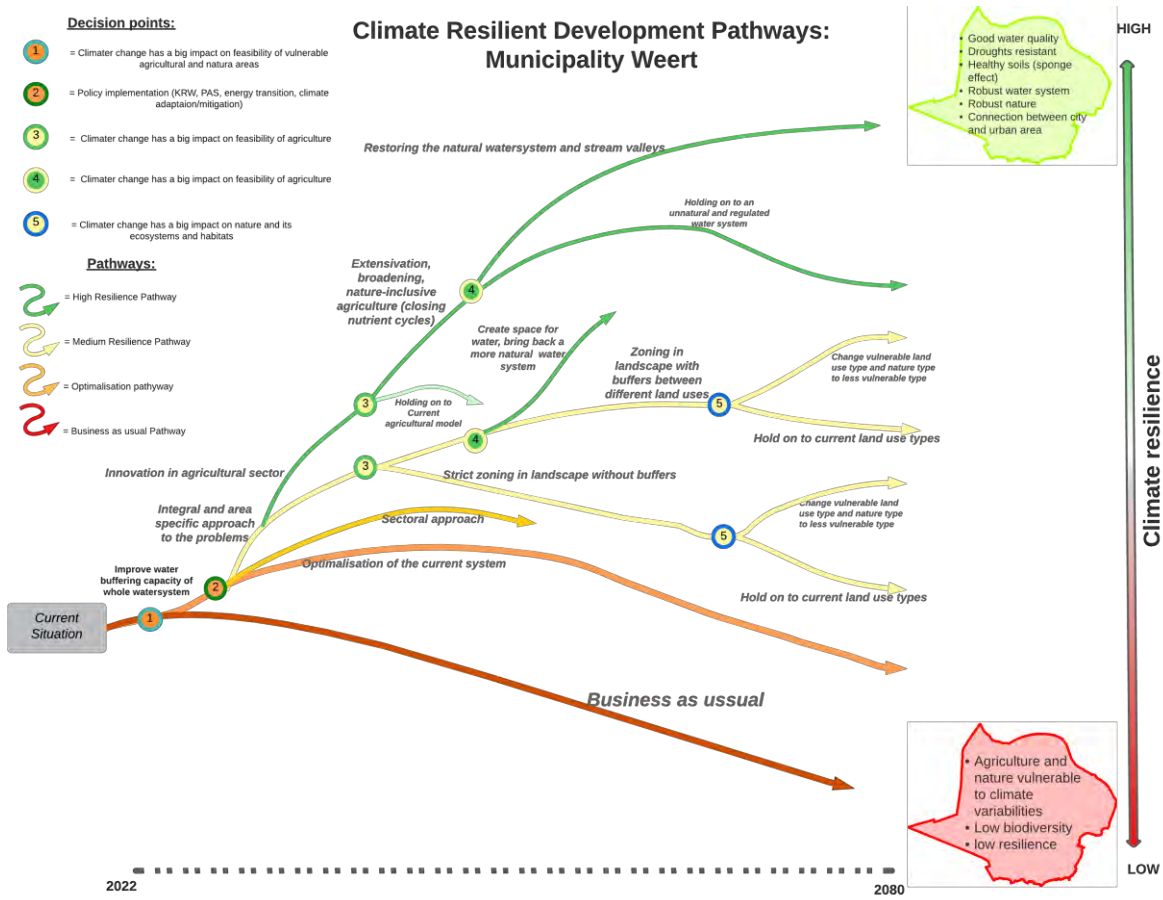 Decision points:
1
= Climater change has a big impact on feasibility of vulnerable
agricultural and natura areas
2
= Policy implementation (KRW, PAS, energy transition, climate
adaptaion/mitigation)
3
= Climater change has a big impact on feasibility of agriculture
4
= Climater change has a big impact on feasibility of agriculture
5
= Climater change has a big impact on nature and its
ecosystems and habitats
Pathways:
= High Resilience Pathway
= Medium Resilience Pathway
= Optimalisation pathyway
= Business as usual Pathway
Climate Resilient Development Pathways:
Municipality Weert
HIGH
• Good water quality
• Droughts resistant
• Healthy soils (sponge
effect)
• Robust water system
• Robust nature
• Connection between city
and urban area
Restoring the natural watersystem and stream valleys
Holding on to an
unnatural and regulated
water system
Extensivation,
broadening,
nature-inclusive
agriculture (closing
nutrient cycles)
4
Create space for
water, bring back a
more natural water
system
Zoning in
landscape with
buffers between
different land uses
Change vulnerable land
use type and nature type
to less vulnerable type
3
Holding on to
Current
agricultural model
5
4
Hold on to current land use types
Climate resilience
Innovation in agricultural sector
3
Strict zoning in landscape without buffers
Integral and area
specific approach
to the problems
Sectoral approach
Change vulnerable land
use type and nature type
to less vulnerable type
5
Optimalisation of the current system
Improve water
buffering capacity of
whole watersystem
2
Hold on to current land use types
Current
Situation
1
Business as ussual
• Agriculture and
nature vulnerable
to climate
variabilities
• Low biodiversity
• low resilience
LOW
2022
2080